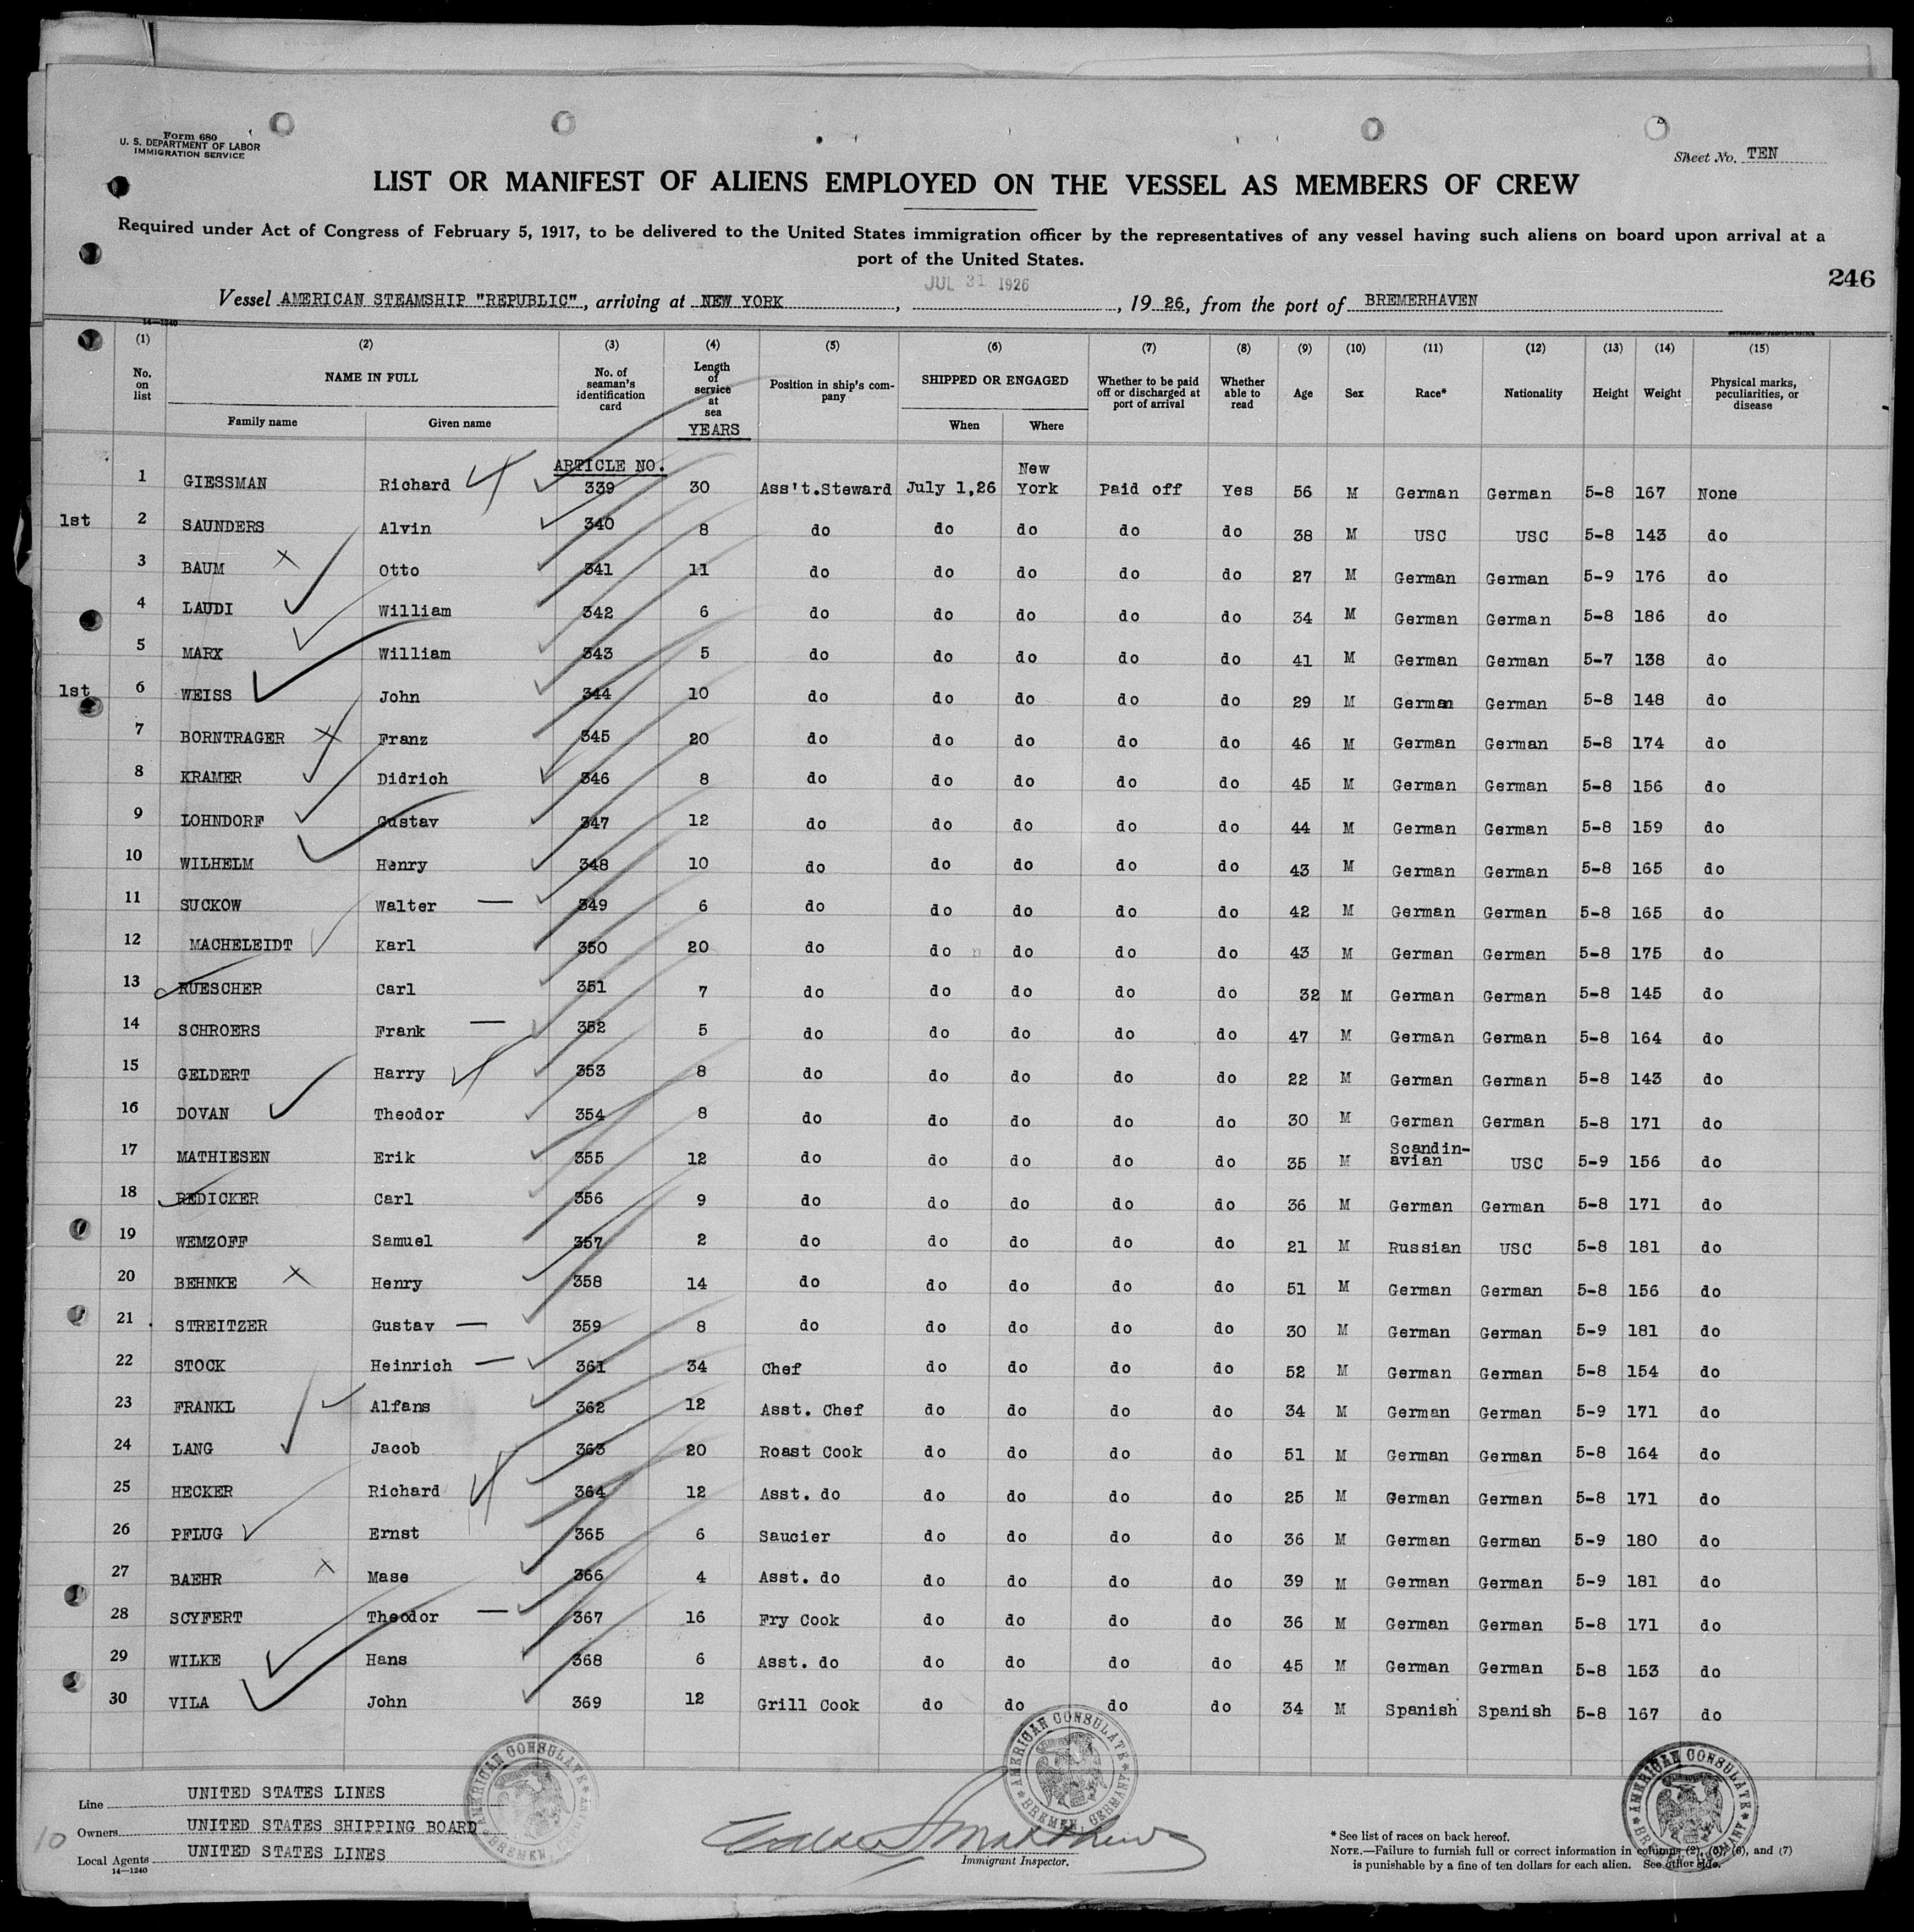 Form 680
U. S. DEPARTMENT OF LABOR
IMMIGRATION SERVICE
Sheet No. TEN
LIST OR MANIFEST OF ALIENS EMPLOYED ON THE VESSEL AS MEMBERS OF CREW
Required under Act of Congress of February 5, 1917, to be delivered to the United States immigration officer by the representatives of any vessel having such aliens on board upon arrival at a
port of the United States.
246
JUL 31 1926
Vessel AMERICAN STEAMSHIP "REPUBLIC", arriving at NEW YORK, , 19 26, from the port of BREMERHAVEN
14—1240
(1) (2) (3) (4) (5) (6) (7) (8) (9) (10) (11) (12) (13) (14) (15)
No. on list NAME IN FULL Family name Given name No. of seaman's identification card Length of service at sea YEARS Position in ship's company SHIPPED OR ENGAGED When Where Whether to be paid off or discharged at port of arrival Whether able to read Age Sex Race* Nationality Height Weight Physical marks, peculiarities, or disease
ARTICLE NO.
1 GIESSMAN Richard 339 30 Ass't.Steward July 1,26 New York Paid off Yes 56 M German German 5-8 167 None
1st 2 SAUNDERS Alvin 340 8 do do do do do 38 M USC USC 5-8 143 do
3 BAUM Otto 341 11 do do do do do 27 M German German 5-9 176 do
4 LAUDI William 342 6 do do do do do 34 M German German 5-8 186 do
5 MARX William 343 5 do do do do do 41 M German German 5-7 138 do
1st 6 WEISS John 344 10 do do do do do 29 M German German 5-8 148 do
7 BORNTRAGER Franz 345 20 do do do do do 46 M German German 5-8 174 do
8 KRAMER Didrich 346 8 do do do do do 45 M German German 5-8 156 do
9 LOHNDORF Gustav 347 12 do do do do do 44 M German German 5-8 159 do
10 WILHELM Henry 348 10 do do do do do 43 M German German 5-8 165 do
11 SUCKOW Walter — 349 6 do do do do do 42 M German German 5-8 165 do
12 MACHELEIDT Karl 350 20 do do do do do 43 M German German 5-8 175 do
13 RUESCHER Carl 351 7 do do do do do 32 M German German 5-8 145 do
14 SCHROERS Frank — 352 5 do do do do do 47 M German German 5-8 164 do
15 GELDERT Harry 353 8 do do do do do 22 M German German 5-8 143 do
16 DOVAN Theodor 354 8 do do do do do 30 M German German 5-8 171 do
17 MATHIESEN Erik 355 12 do do do do do 35 M Scandin-avian USC 5-9 156 do
18 REDICKER Carl 356 9 do do do do do 36 M German German 5-8 171 do
19 WEMZOFF Samuel 357 2 do do do do do 21 M Russian USC 5-8 181 do
20 BEHNKE Henry 358 14 do do do do do 51 M German German 5-8 156 do
21 STREITZER Gustav — 359 8 do do do do do 30 M German German 5-9 181 do
22 STOCK Heinrich — 361 34 Chef do do do do 52 M German German 5-8 154 do
23 FRANKL Alfans 362 12 Asst. Chef do do do do 34 M German German 5-9 171 do
24 LANG Jacob 363 20 Roast Cook do do do do 51 M German German 5-8 164 do
25 HECKER Richard 364 12 Asst. do do do do do 25 M German German 5-8 171 do
26 PFLUG Ernst 365 6 Saucier do do do do 36 M German German 5-9 180 do
27 BAEHR Mase 366 4 Asst. do do do do do 39 M German German 5-9 181 do
28 SCYFERT Theodor — 367 16 Fry Cook do do do do 36 M German German 5-8 171 do
29 WILKE Hans 368 6 Asst. do do do do do 45 M German German 5-8 153 do
30 VILA John 369 12 Grill Cook do do do do 34 M Spanish Spanish 5-8 167 do
AMERICAN CONSULATE BREMEN
AMERICAN CONSULATE BREMEN, GERMANY
AMERICAN CONSULATE BREMEN, GERMANY
Line UNITED STATES LINES
10 Owners UNITED STATES SHIPPING BOARD
Local Agents UNITED STATES LINES
14—1240
Immigrant Inspector.
* See list of races on back hereof.
NOTE.—Failure to furnish full or correct information in columns (2), (5), (6), and (7)
is punishable by a fine of ten dollars for each alien. See other side.